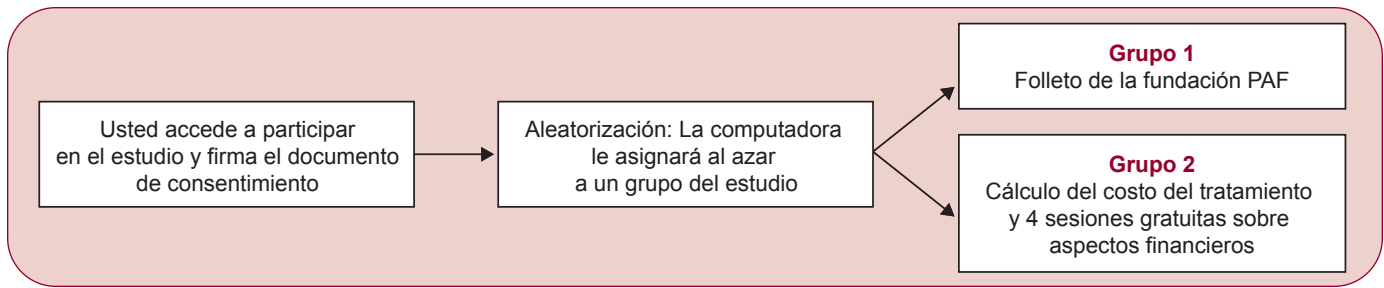 Usted accede a participar
en el estudio y firma el documento
de consentimiento
Aleatorización: La computadora
le asignará al azar
a un grupo del estudio
Grupo 1
Folleto de la fundación PAF
Grupo 2
Cálculo del costo del tratamiento
y 4 sesiones gratuitas sobre
aspectos financieros